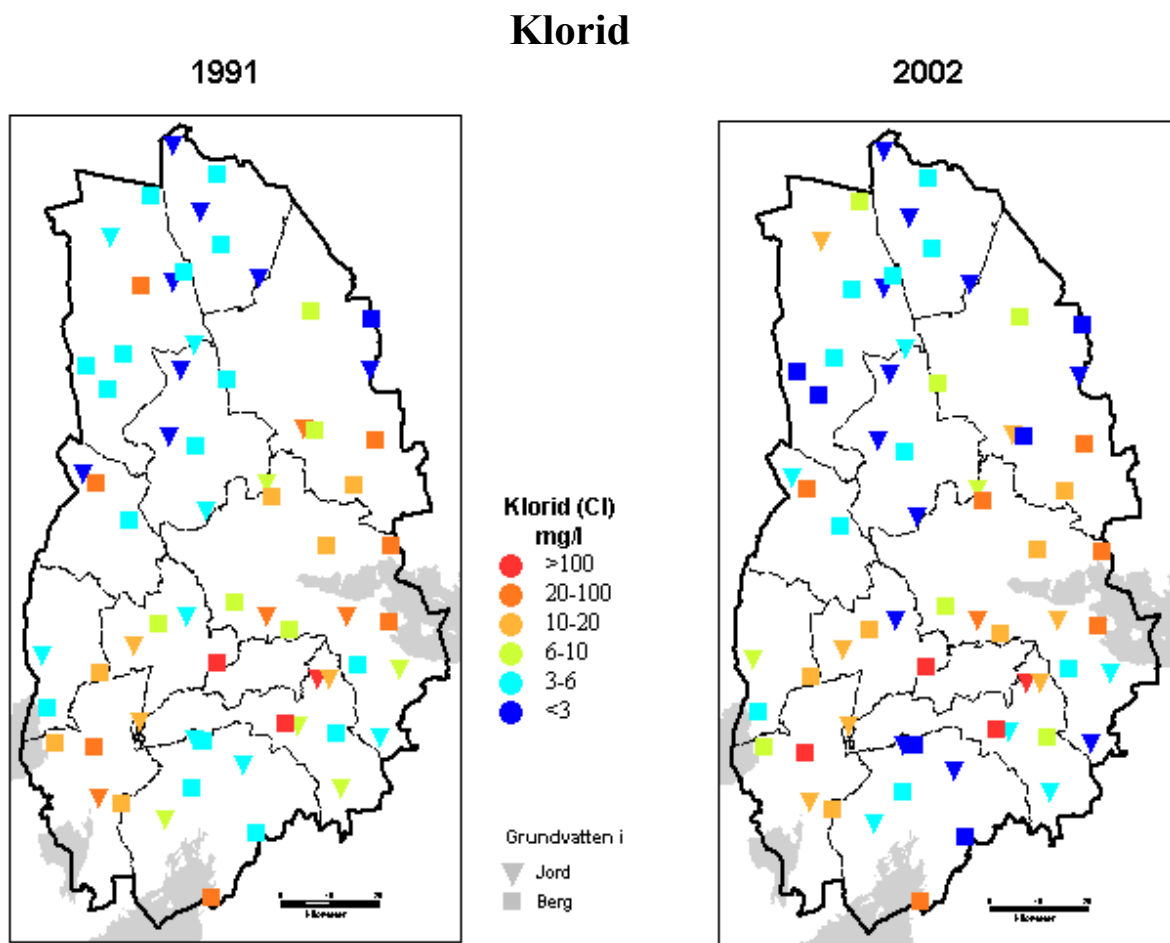 Klorid
1991
2002
Klorid (Cl)
mg/l
>100
20-100
10-20
6-10
3-6
<3
Grundvatten i
Jord
Berg